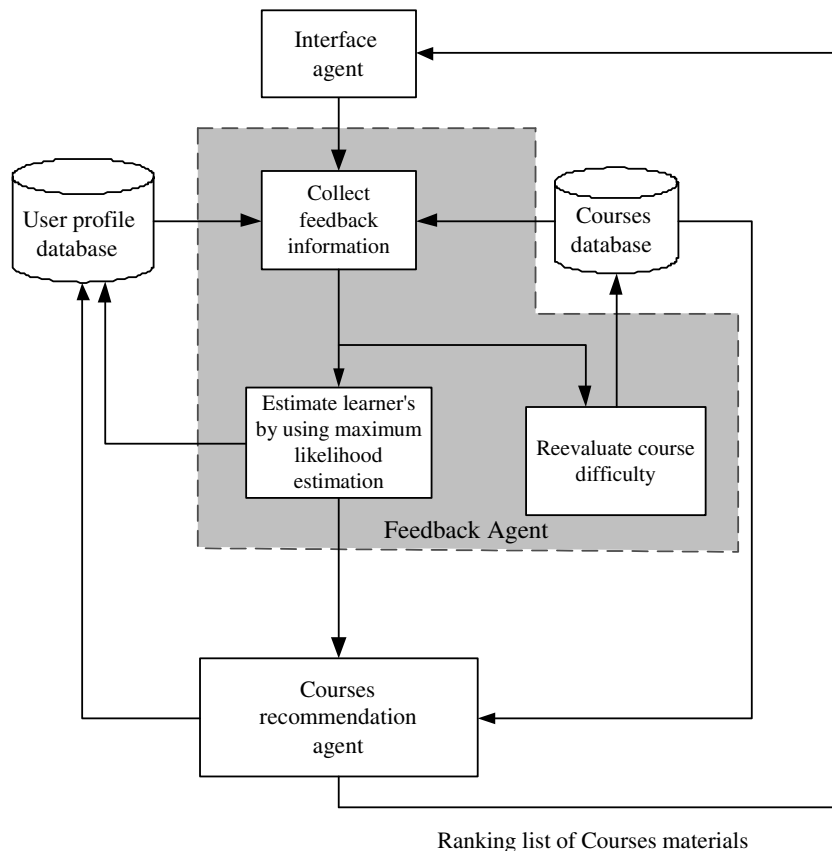 Interface
agent
Collect
feedback
information
User profile
database
Courses
database
Estimate learner's
by using maximum
likelihood
estimation
Reevaluate course
difficulty
Feedback Agent
Courses
recommendation
agent
Ranking list of Courses materials